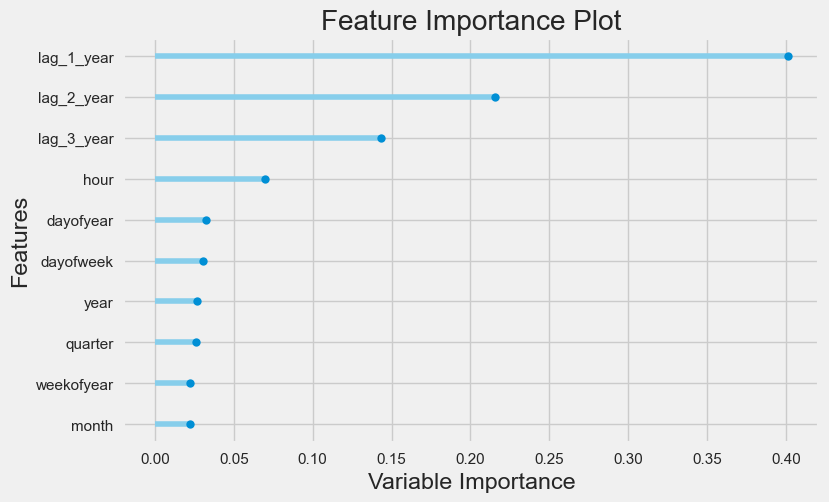 Feature Importance Plot
Features
lag_1_year
lag_2_year
lag_3_year
hour
dayofyear
dayofweek
year
quarter
weekofyear
month
0.00 0.05 0.10 0.15 0.20 0.25 0.30 0.35 0.40
Variable Importance